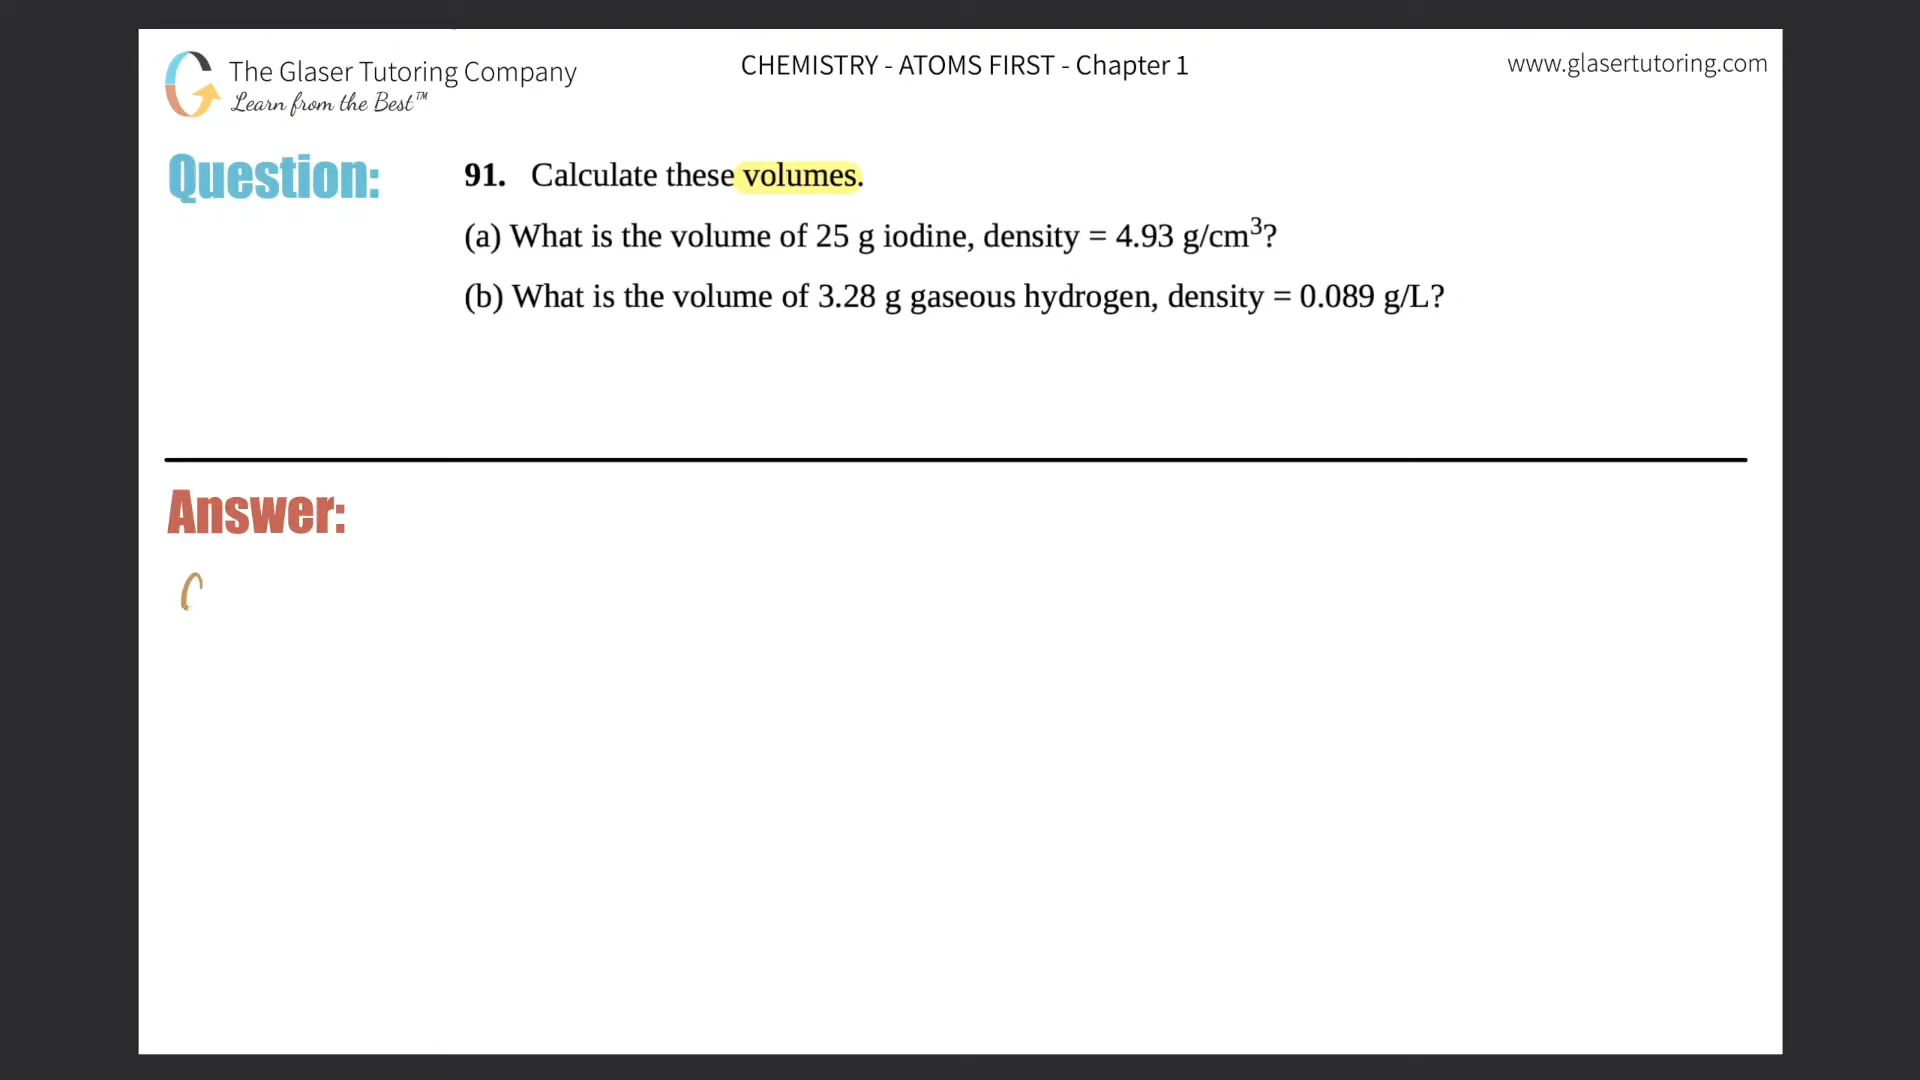 The Glaser Tutoring Company
Learn from the Best™
CHEMISTRY - ATOMS FIRST - Chapter 1
www.glasertutoring.com
Question:
91. Calculate these volumes.
(a) What is the volume of 25 g iodine, density = 4.93 g/cm³?
(b) What is the volume of 3.28 g gaseous hydrogen, density = 0.089 g/L?
Answer: